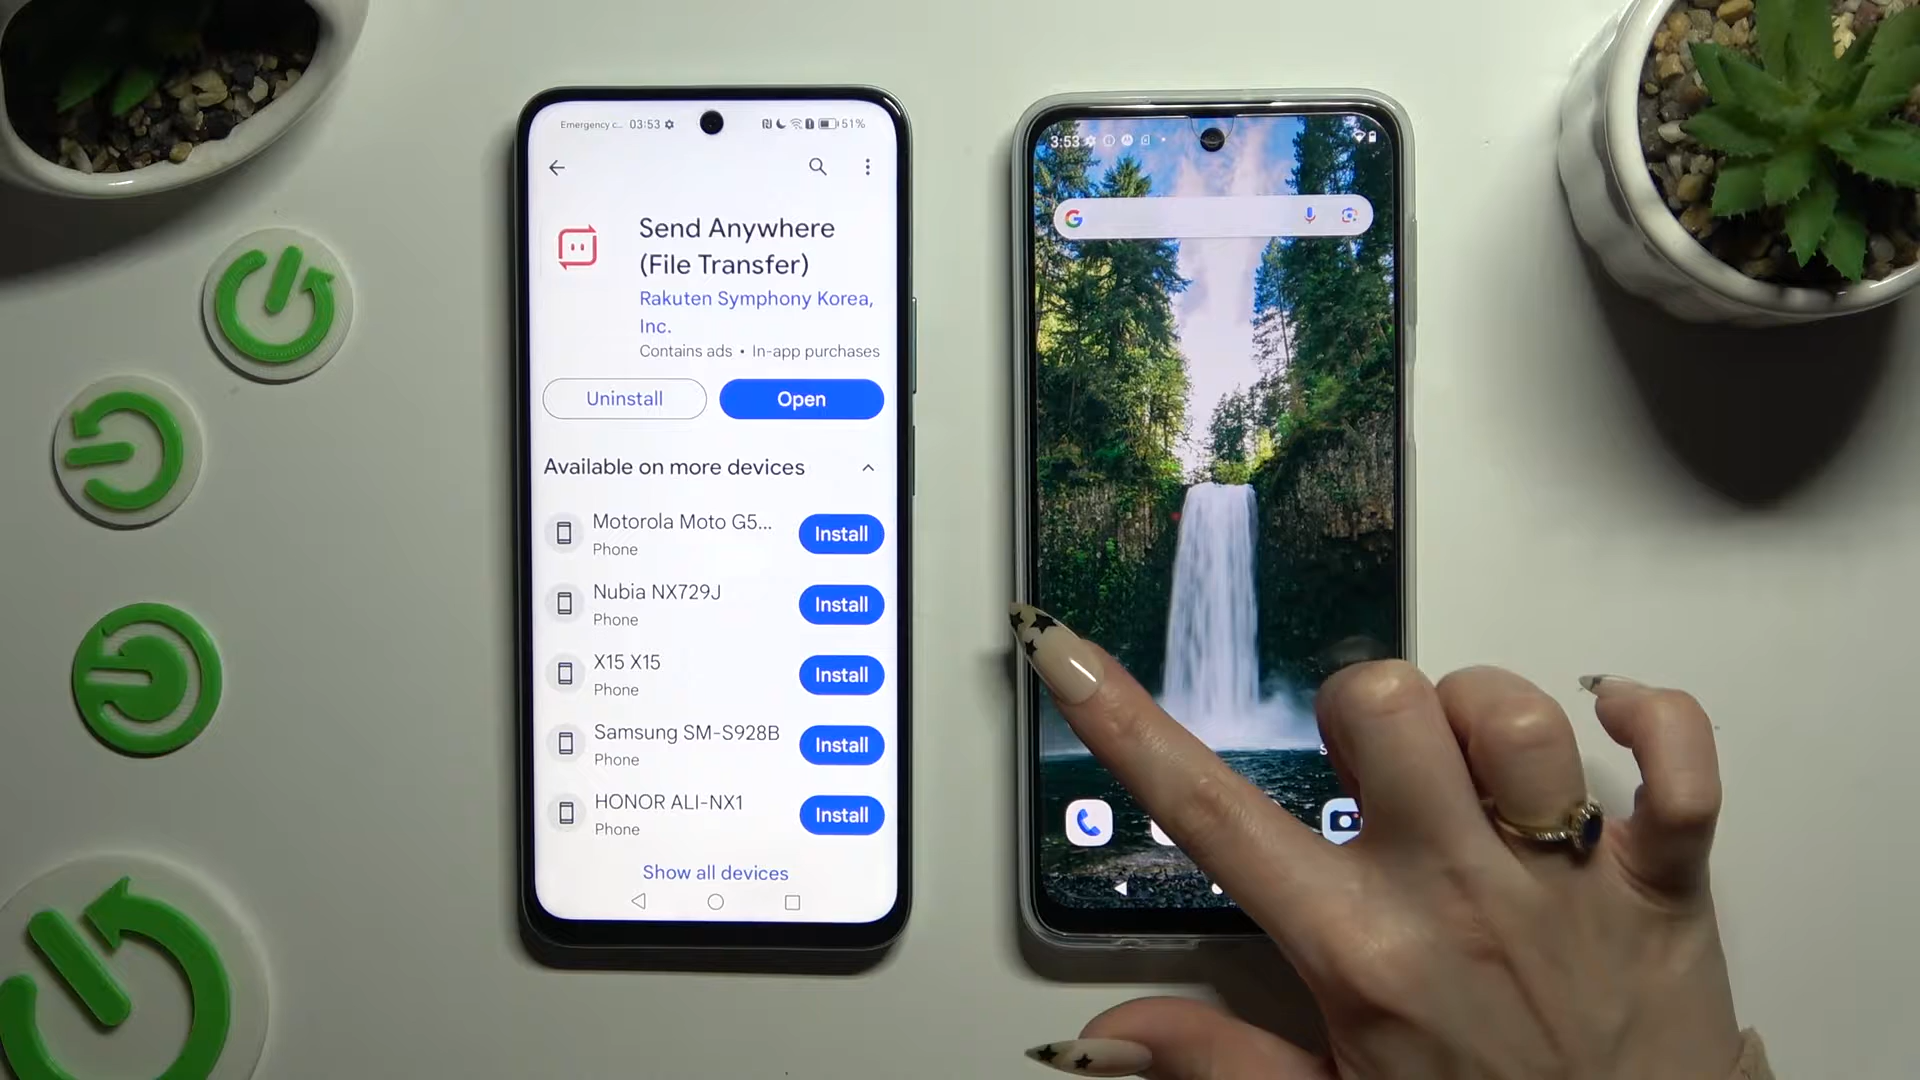 Emergency c... 03:53 51%
Send Anywhere
(File Transfer)
Rakuten Symphony Korea,
Inc.
Contains ads • In-app purchases
Uninstall
Open
Available on more devices
Motorola Moto G5...
Phone
Install
Nubia NX729J
Phone
Install
X15 X15
Phone
Install
Samsung SM-S928B
Phone
Install
HONOR ALI-NX1
Phone
Install
Show all devices
3:53
G